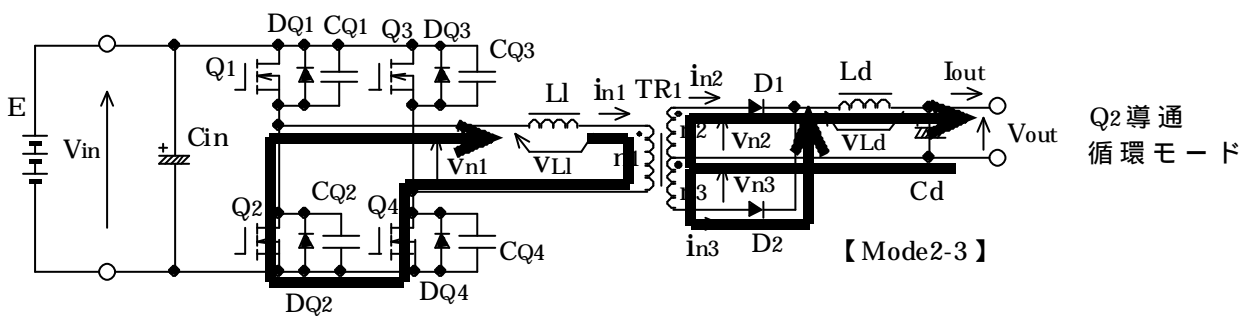 DQ1 CQ1 Q3 DQ3
CQ3
Q1
E
Ll
in1
TR1
in2
D1
Ld
Iout
Vin
Cin
+
n2
Vn2
VLd
Vout
Q2導通
循環モード
Vn1
VLl
n1
Vn3
n3
Cd
Q2
CQ2
Q4
CQ4
in3
D2
【Mode2-3】
DQ2
DQ4